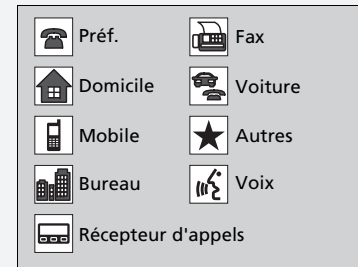 Préf. Fax
Domicile Voiture
Mobile Autres
Bureau Voix
Récepteur d'appels